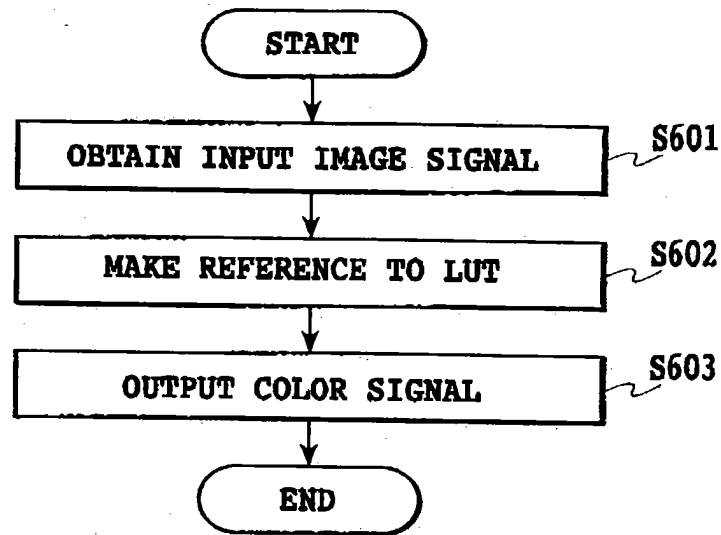 START
OBTAIN INPUT IMAGE SIGNAL
S601
MAKE REFERENCE TO LUT
S602
OUTPUT COLOR SIGNAL
S603
END